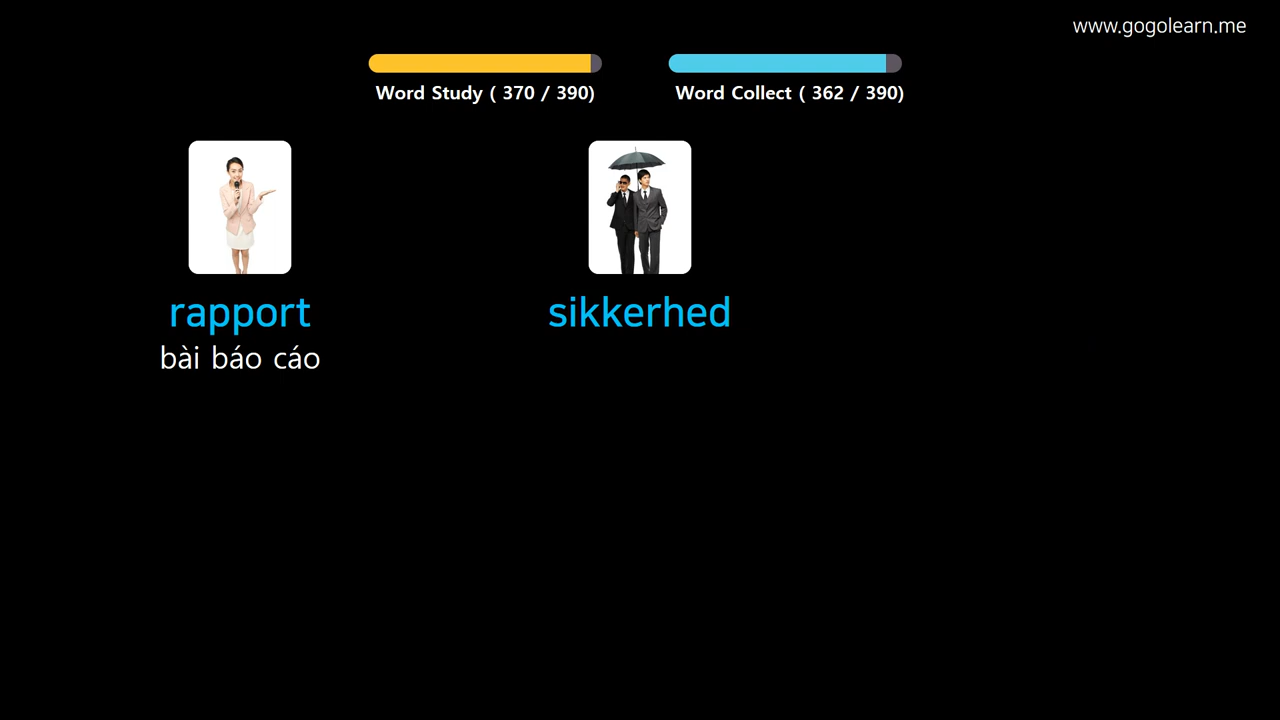 www.gogolearn.me
Word Study ( 370 / 390)
Word Collect ( 362 / 390)
rapport
bài báo cáo
sikkerhed